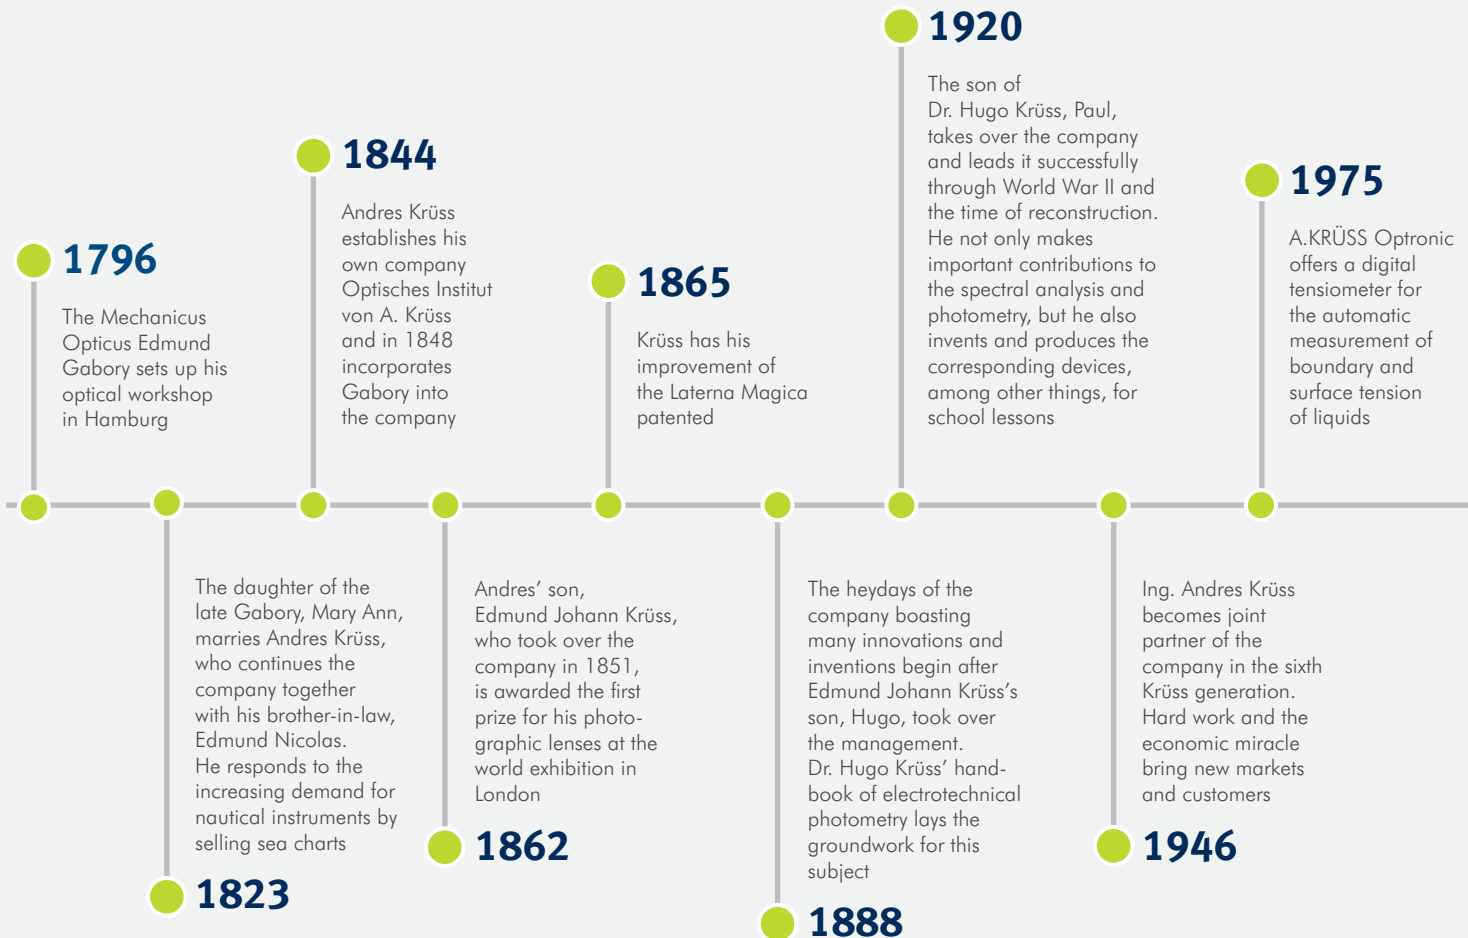 1796
The Mechanicus
Opticus Edmund
Gabory sets up his
optical workshop
in Hamburg
The daughter of the
late Gabory, Mary Ann,
marries Andres Krüss,
who continues the
company together
with his brother-in-law,
Edmund Nicolas.
He responds to the
increasing demand for
nautical instruments by
selling sea charts
1823
1844
Andres Krüss
establishes his
own company
Optisches Institut
von A. Krüss
and in 1848
incorporates
Gabory into
the company
Andres’ son,
Edmund Johann Krüss,
who took over the
company in 1851,
is awarded the first
prize for his photo-
graphic lenses at the
world exhibition in
London
1862
1865
Krüss has his
improvement of
the Laterna Magica
patented
The heydays of the
company boasting
many innovations and
inventions begin after
Edmund Johann Krüss’s
son, Hugo, took over
the management.
Dr. Hugo Krüss’ hand-
book of electrotechnical
photometry lays the
groundwork for this
subject
1888
1920
The son of
Dr. Hugo Krüss, Paul,
takes over the company
and leads it successfully
through World War II and
the time of reconstruction.
He not only makes
important contributions to
the spectral analysis and
photometry, but he also
invents and produces the
corresponding devices,
among other things, for
school lessons
Ing. Andres Krüss
becomes joint
partner of the
company in the sixth
Krüss generation.
Hard work and the
economic miracle
bring new markets
and customers
1946
1975
A.KRÜSS Optronic
offers a digital
tensiometer for
the automatic
measurement of
boundary and
surface tension
of liquids